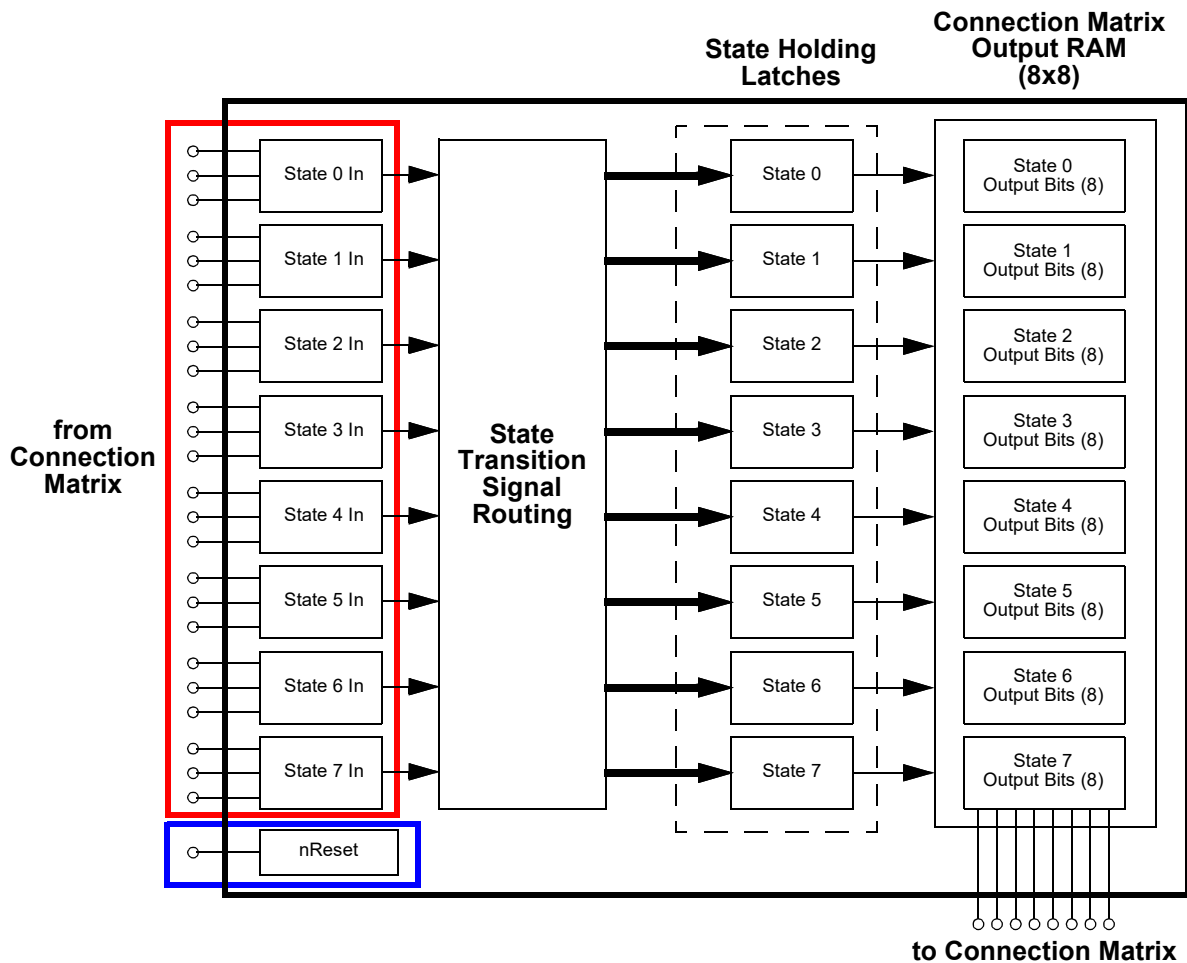 Connection Matrix
Output RAM
(8x8)
State Holding
Latches
from
Connection
Matrix
State 0 In
State 1 In
State 2 In
State 3 In
State 4 In
State 5 In
State 6 In
State 7 In
nReset
State
Transition
Signal
Routing
State 0
State 1
State 2
State 3
State 4
State 5
State 6
State 7
State 0
Output Bits (8)
State 1
Output Bits (8)
State 2
Output Bits (8)
State 3
Output Bits (8)
State 4
Output Bits (8)
State 5
Output Bits (8)
State 6
Output Bits (8)
State 7
Output Bits (8)
to Connection Matrix